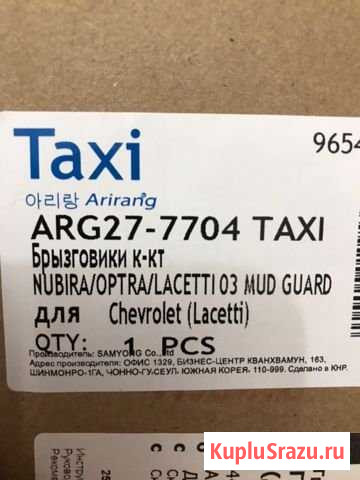 Taxi
9654
아리랑 Arirang
ARG27-7704 TAXI
Брызговики к-кт
NUBIRA/OPTRA/LACETTI 03 MUD GUARD
для Chevrolet (Lacetti)
QTY: 1 PCS
Производитель: SAMYONG Co., Ltd
Адрес производителя: ОФИС 1329, БИЗНЕС-ЦЕНТР КВАНХВАМУН, 163,
ШИНМОНРО-1ГА, ЧОННО-ГУ-СЕУЛ- ЮЖНАЯ КОРЕЯ, 110-999. Сделано в КНР.
KupluSrazu.ru